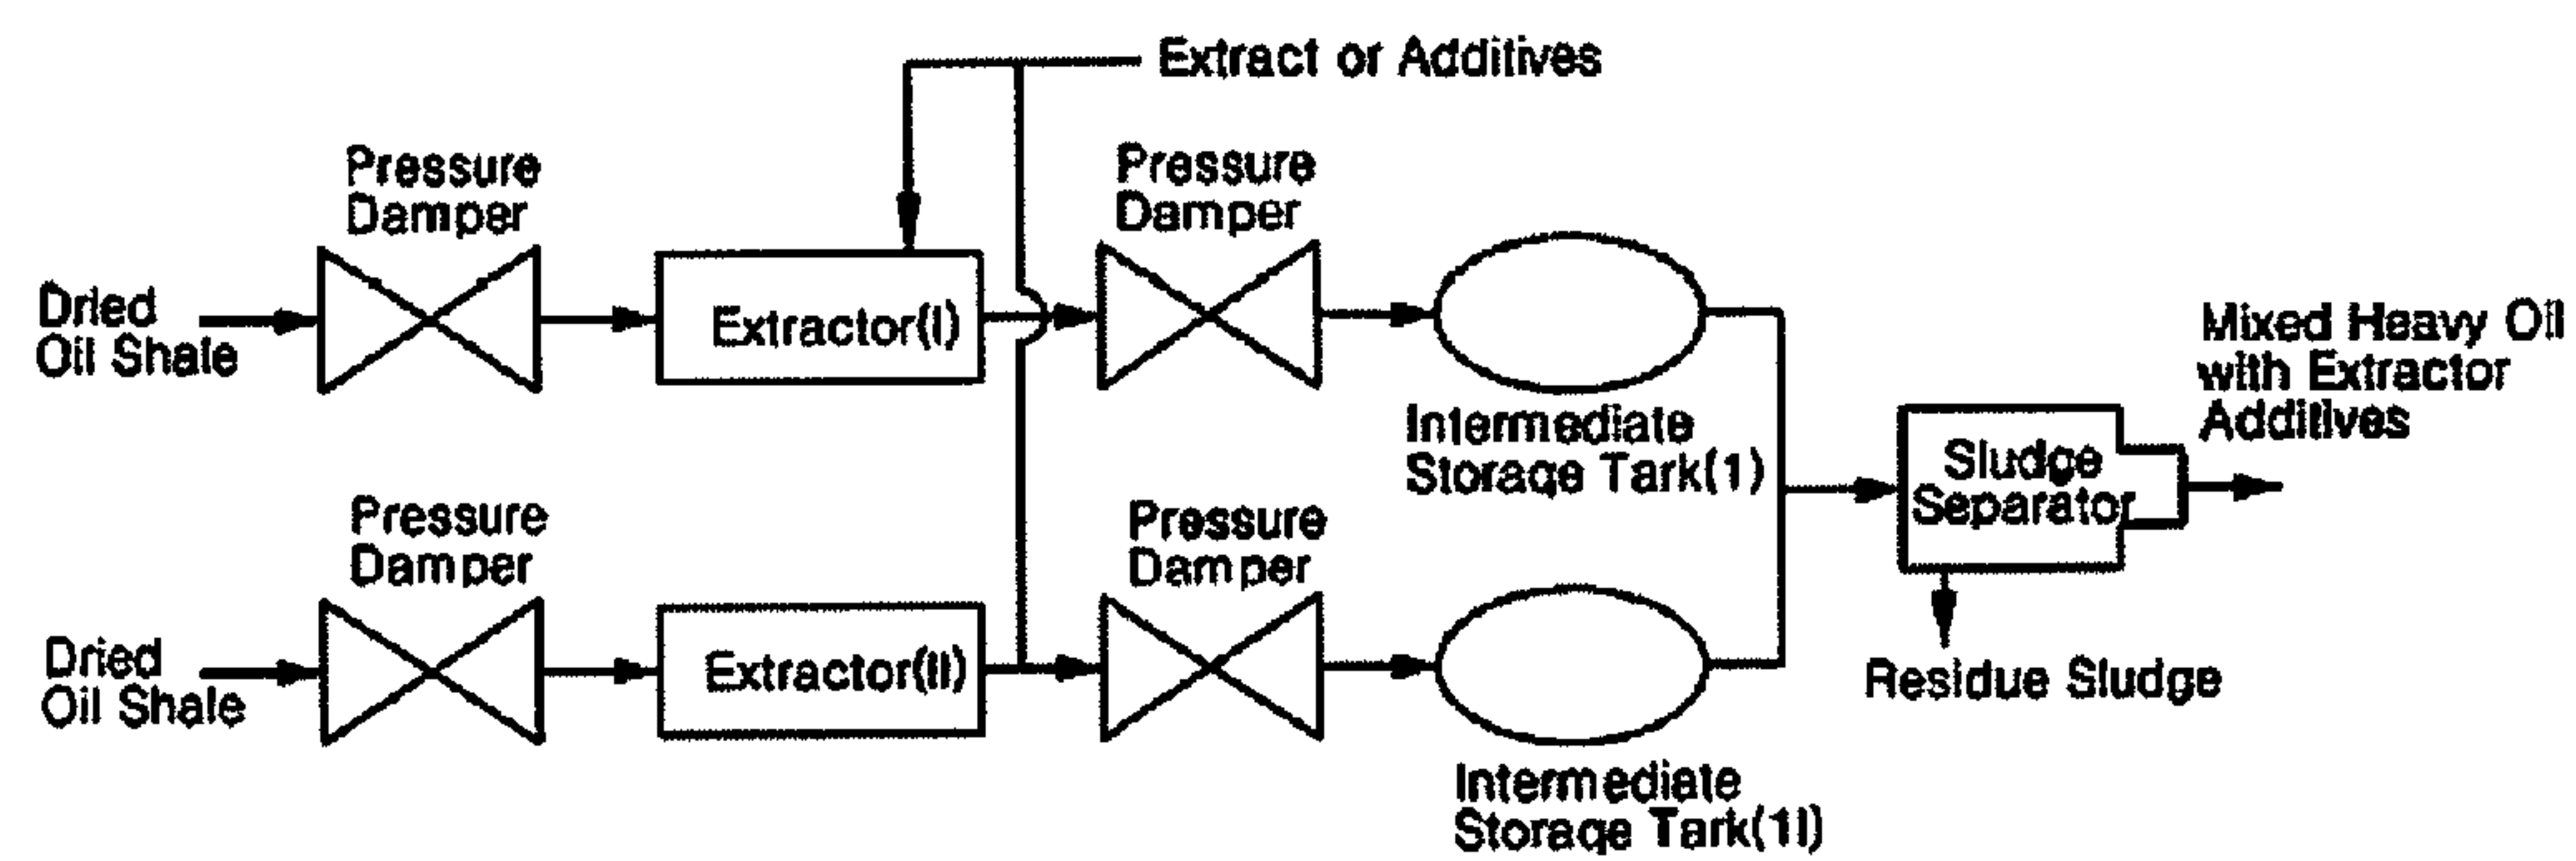 Extract or Additives
Pressure
Damper
Pressure
Damper
Dried
Oil Shale
Extractor(I)
Mixed Heavy Oil
with Extractor
Additives
Intermediate
Storage Tark(1)
Sludge
Separator
Pressure
Damper
Pressure
Damper
Dried
Oil Shale
Extractor(II)
Residue Sludge
Intermediate
Storage Tark(1I)